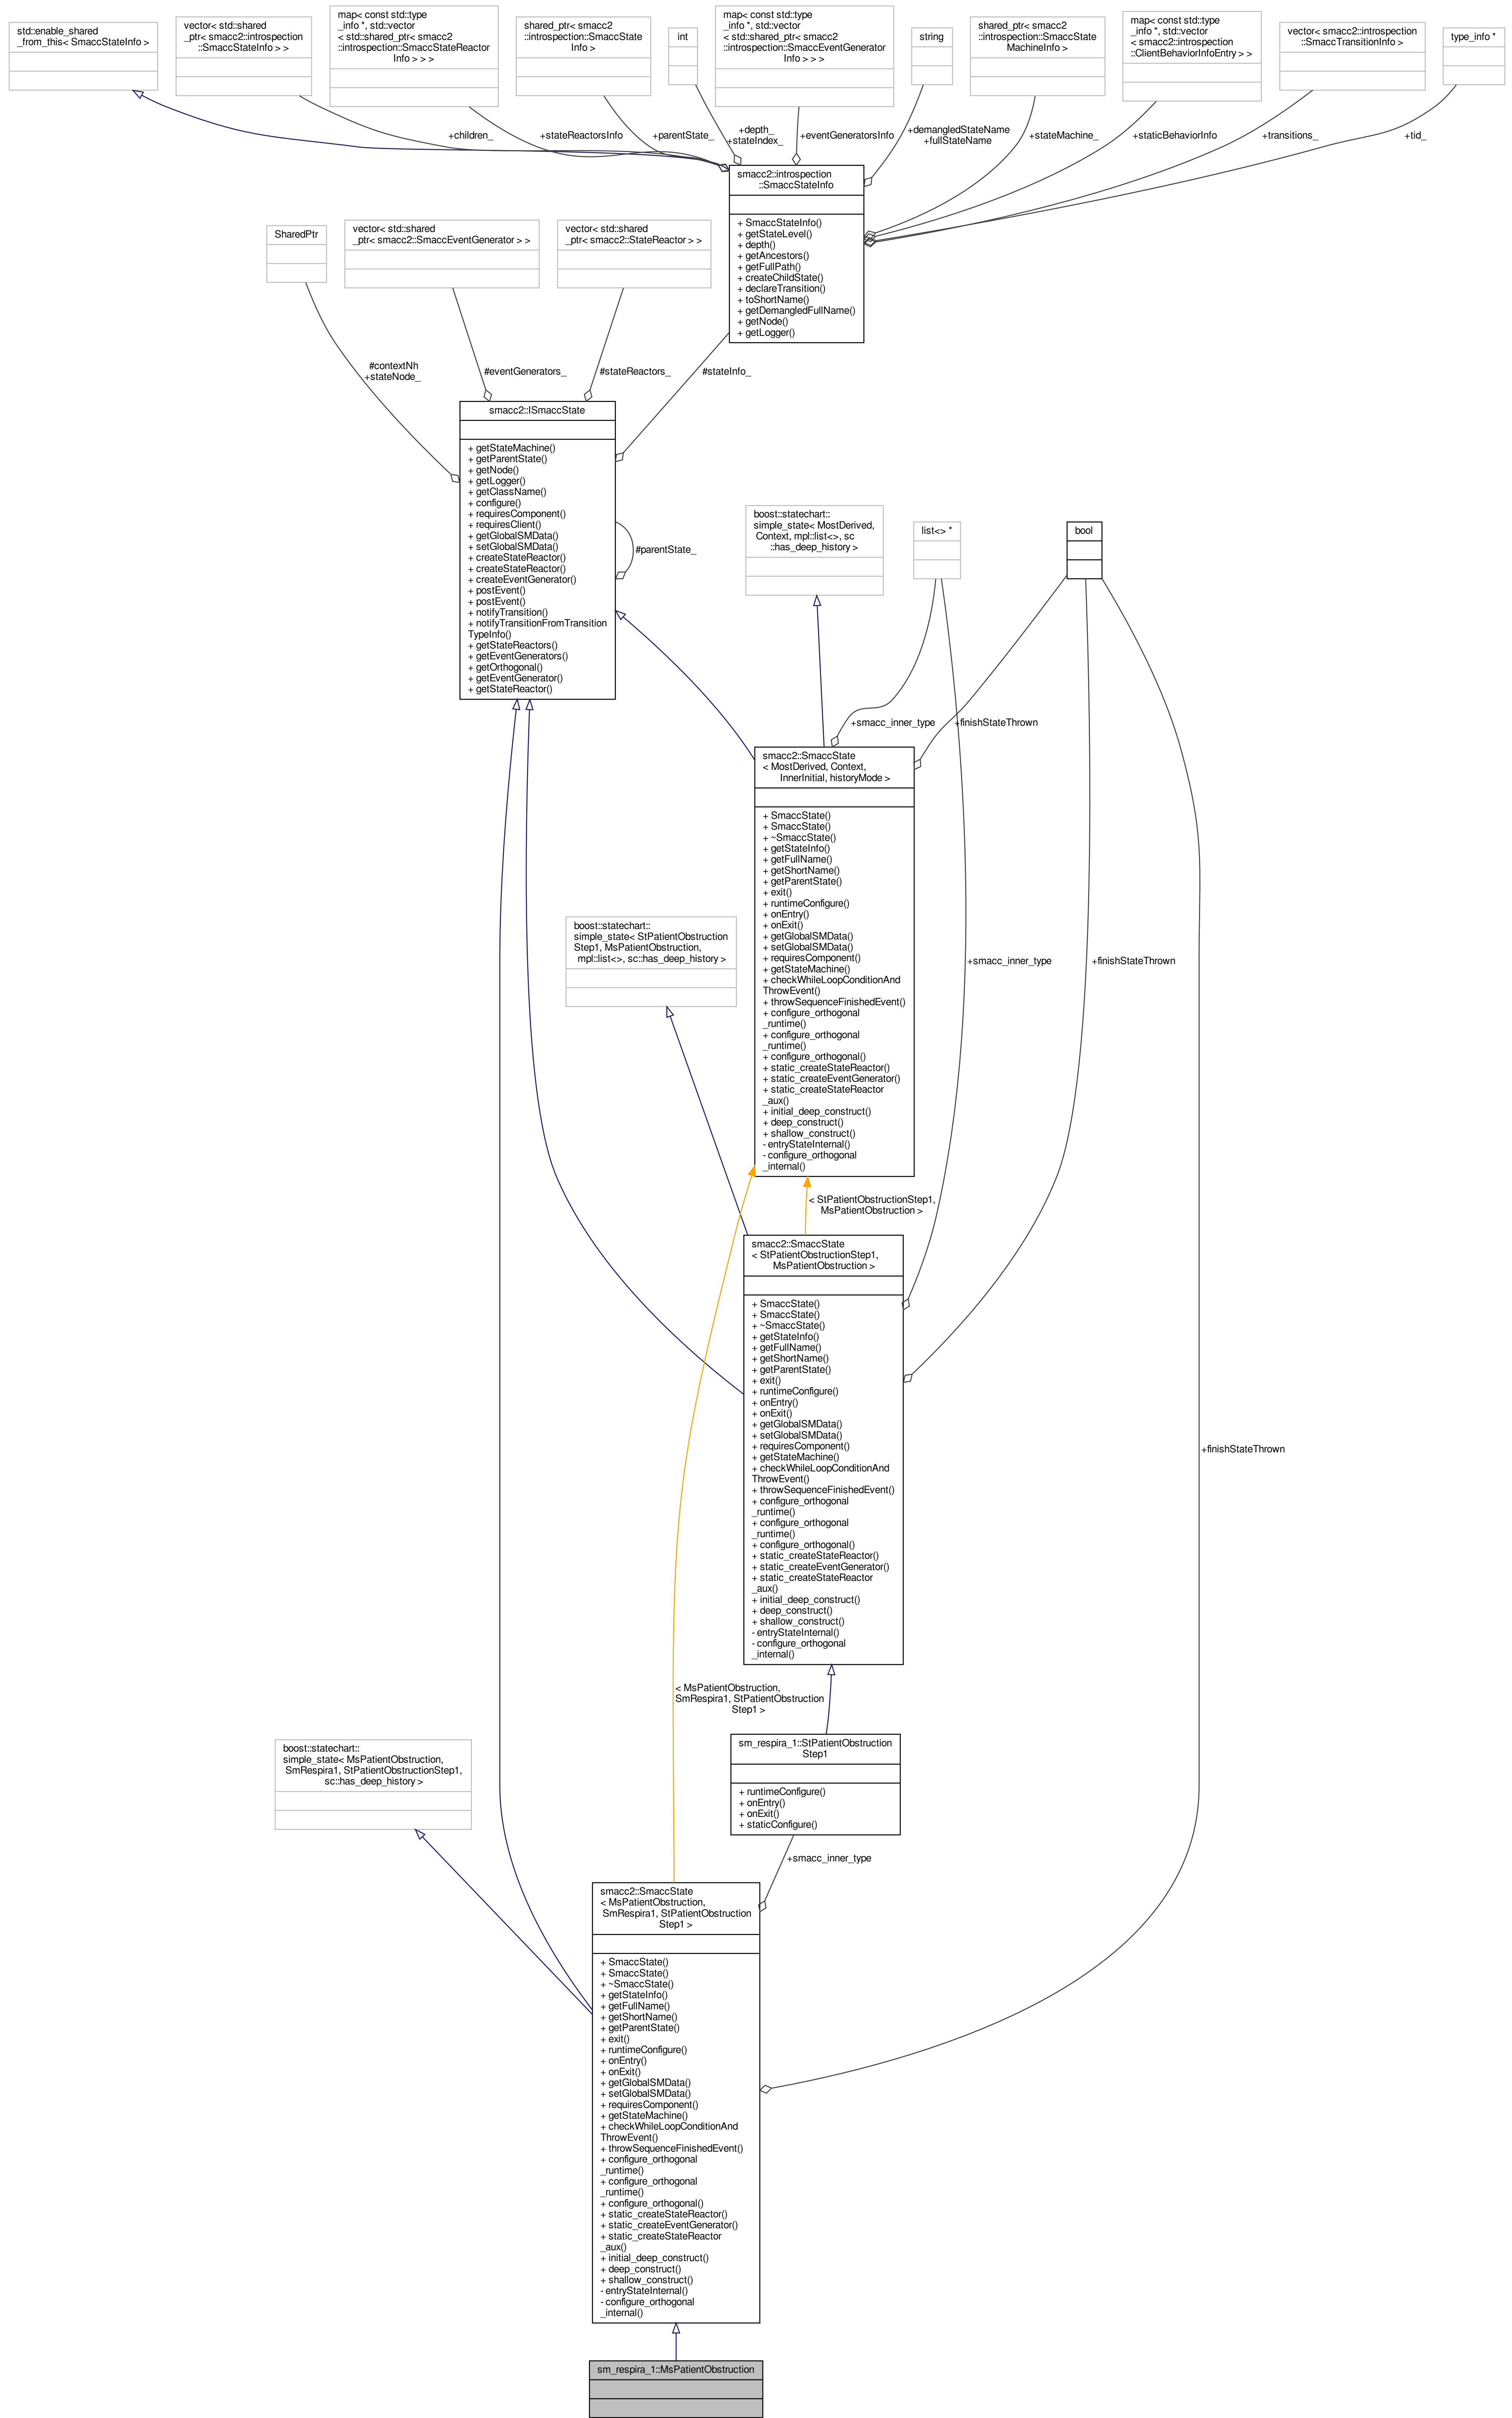 std::enable_shared
_from_this< SmaccStateInfo >
vector< std::shared
_ptr< smacc2::introspection
::SmaccStateInfo > >
map< const std::type
_info *, std::vector
< std::shared_ptr< smacc2
::introspection::SmaccStateReactor
Info > > >
shared_ptr< smacc2
::introspection::SmaccState
Info >
int
map< const std::type
_info *, std::vector
< std::shared_ptr< smacc2
::introspection::SmaccEventGenerator
Info > > >
string
shared_ptr< smacc2
::introspection::SmaccState
MachineInfo >
map< const std::type
_info *, std::vector
< smacc2::introspection
::ClientBehaviorInfoEntry > >
vector< smacc2::introspection
::SmaccTransitionInfo >
type_info *
+children_
+stateReactorsInfo
+parentState_
+depth_
+stateIndex_
+eventGeneratorsInfo
+demangledStateName
+fullStateName
+stateMachine_
+staticBehaviorInfo
+transitions_
+tid_
smacc2::introspection
::SmaccStateInfo
+ SmaccStateInfo()
+ getStateLevel()
+ depth()
+ getAncestors()
+ getFullPath()
+ createChildState()
+ declareTransition()
+ toShortName()
+ getDemangledFullName()
+ getNode()
+ getLogger()
SharedPtr
vector< std::shared
_ptr< smacc2::SmaccEventGenerator > >
vector< std::shared
_ptr< smacc2::StateReactor > >
#contextNh
+stateNode_
#eventGenerators_
#stateReactors_
#stateInfo_
smacc2::ISmaccState
+ getStateMachine()
+ getParentState()
+ getNode()
+ getLogger()
+ getClassName()
+ configure()
+ requiresComponent()
+ requiresClient()
+ getGlobalSMData()
+ setGlobalSMData()
+ createStateReactor()
+ createStateReactor()
+ createEventGenerator()
+ postEvent()
+ postEvent()
+ notifyTransition()
+ notifyTransitionFromTransition
TypeInfo()
+ getStateReactors()
+ getEventGenerators()
+ getOrthogonal()
+ getEventGenerator()
+ getStateReactor()
#parentState_
boost::statechart::
simple_state< MostDerived,
Context, mpl::list<>, sc
::has_deep_history >
list<> *
bool
+smacc_inner_type
+finishStateThrown
smacc2::SmaccState
< MostDerived, Context,
InnerInitial, historyMode >
+ SmaccState()
+ SmaccState()
+ ~SmaccState()
+ getStateInfo()
+ getFullName()
+ getShortName()
+ getParentState()
+ exit()
+ runtimeConfigure()
+ onEntry()
+ onExit()
+ getGlobalSMData()
+ setGlobalSMData()
+ requiresComponent()
+ getStateMachine()
+ checkWhileLoopConditionAnd
ThrowEvent()
+ throwSequenceFinishedEvent()
+ configure_orthogonal
_runtime()
+ configure_orthogonal
_runtime()
+ configure_orthogonal()
+ static_createStateReactor()
+ static_createEventGenerator()
+ static_createStateReactor
_aux()
+ initial_deep_construct()
+ deep_construct()
+ shallow_construct()
- entryStateInternal()
- configure_orthogonal
_internal()
boost::statechart::
simple_state< StPatientObstruction
Step1, MsPatientObstruction,
mpl::list<>, sc::has_deep_history >
+smacc_inner_type
+finishStateThrown
< StPatientObstructionStep1,
MsPatientObstruction >
smacc2::SmaccState
< StPatientObstructionStep1,
MsPatientObstruction >
+ SmaccState()
+ SmaccState()
+ ~SmaccState()
+ getStateInfo()
+ getFullName()
+ getShortName()
+ getParentState()
+ exit()
+ runtimeConfigure()
+ onEntry()
+ onExit()
+ getGlobalSMData()
+ setGlobalSMData()
+ requiresComponent()
+ getStateMachine()
+ checkWhileLoopConditionAnd
ThrowEvent()
+ throwSequenceFinishedEvent()
+ configure_orthogonal
_runtime()
+ configure_orthogonal
_runtime()
+ configure_orthogonal()
+ static_createStateReactor()
+ static_createEventGenerator()
+ static_createStateReactor
_aux()
+ initial_deep_construct()
+ deep_construct()
+ shallow_construct()
- entryStateInternal()
- configure_orthogonal
_internal()
+finishStateThrown
< MsPatientObstruction,
SmRespira1, StPatientObstruction
Step1 >
sm_respira_1::StPatientObstruction
Step1
+ runtimeConfigure()
+ onEntry()
+ onExit()
+ staticConfigure()
boost::statechart::
simple_state< MsPatientObstruction,
SmRespira1, StPatientObstructionStep1,
sc::has_deep_history >
+smacc_inner_type
smacc2::SmaccState
< MsPatientObstruction,
SmRespira1, StPatientObstruction
Step1 >
+ SmaccState()
+ SmaccState()
+ ~SmaccState()
+ getStateInfo()
+ getFullName()
+ getShortName()
+ getParentState()
+ exit()
+ runtimeConfigure()
+ onEntry()
+ onExit()
+ getGlobalSMData()
+ setGlobalSMData()
+ requiresComponent()
+ getStateMachine()
+ checkWhileLoopConditionAnd
ThrowEvent()
+ throwSequenceFinishedEvent()
+ configure_orthogonal
_runtime()
+ configure_orthogonal
_runtime()
+ configure_orthogonal()
+ static_createStateReactor()
+ static_createEventGenerator()
+ static_createStateReactor
_aux()
+ initial_deep_construct()
+ deep_construct()
+ shallow_construct()
- entryStateInternal()
- configure_orthogonal
_internal()
sm_respira_1::MsPatientObstruction